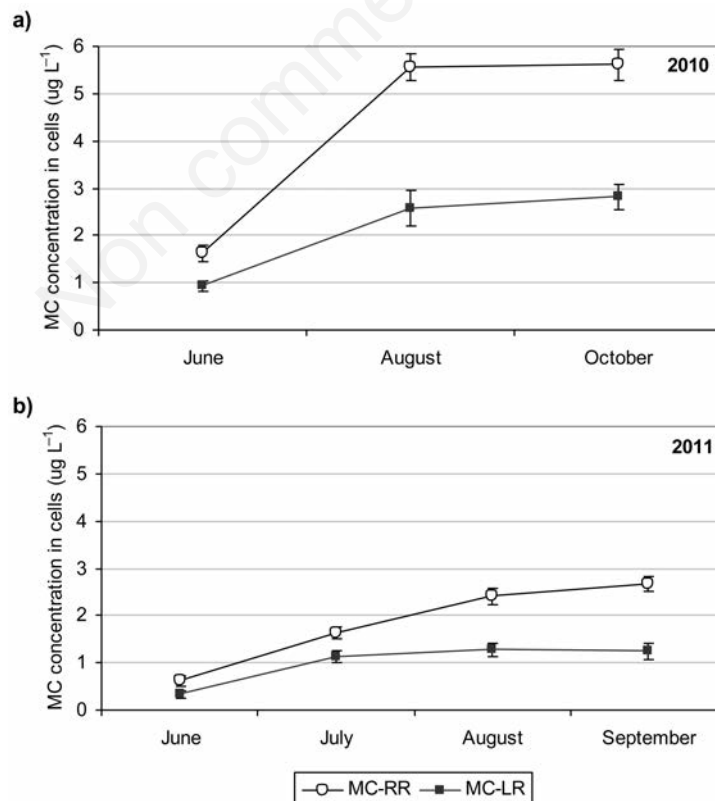 a)
Non comme
MC concentration in cells (ug L⁻¹)
6
5
4
3
2
1
0
2010
June August October
b)
MC concentration in cells (ug L⁻¹)
6
5
4
3
2
1
0
2011
June July August September
MC-RR MC-LR